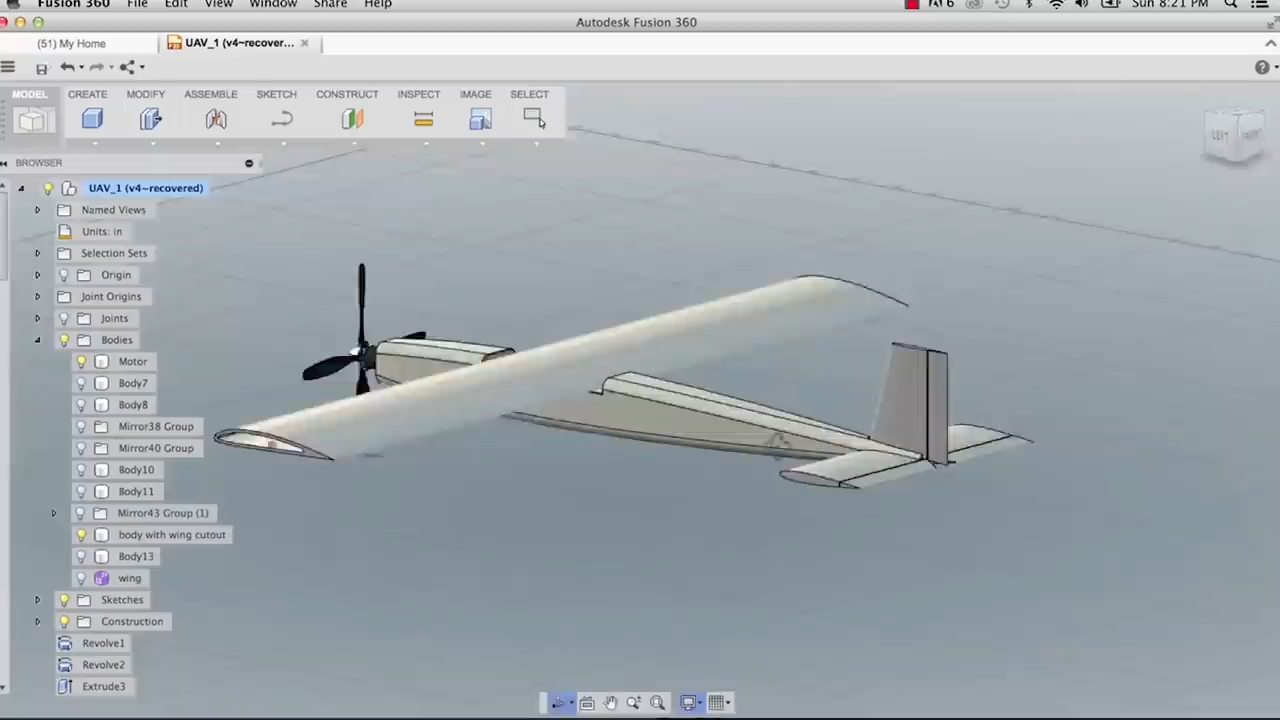 Fusion 360 File Edit View Window Share Help
6 Sun 8:21 PM
Autodesk Fusion 360
(51) My Home
UAV_1 (v4~recover...
MODEL CREATE MODIFY ASSEMBLE SKETCH CONSTRUCT INSPECT IMAGE SELECT
BROWSER
UAV_1 (v4~recovered)
Named Views
Units: in
Selection Sets
Origin
Joint Origins
Joints
Bodies
Motor
Body7
Body8
Mirror38 Group
Mirror40 Group
Body10
Body11
Mirror43 Group (1)
body with wing cutout
Body13
wing
Sketches
Construction
Revolve1
Revolve2
Extrude3
LEFT